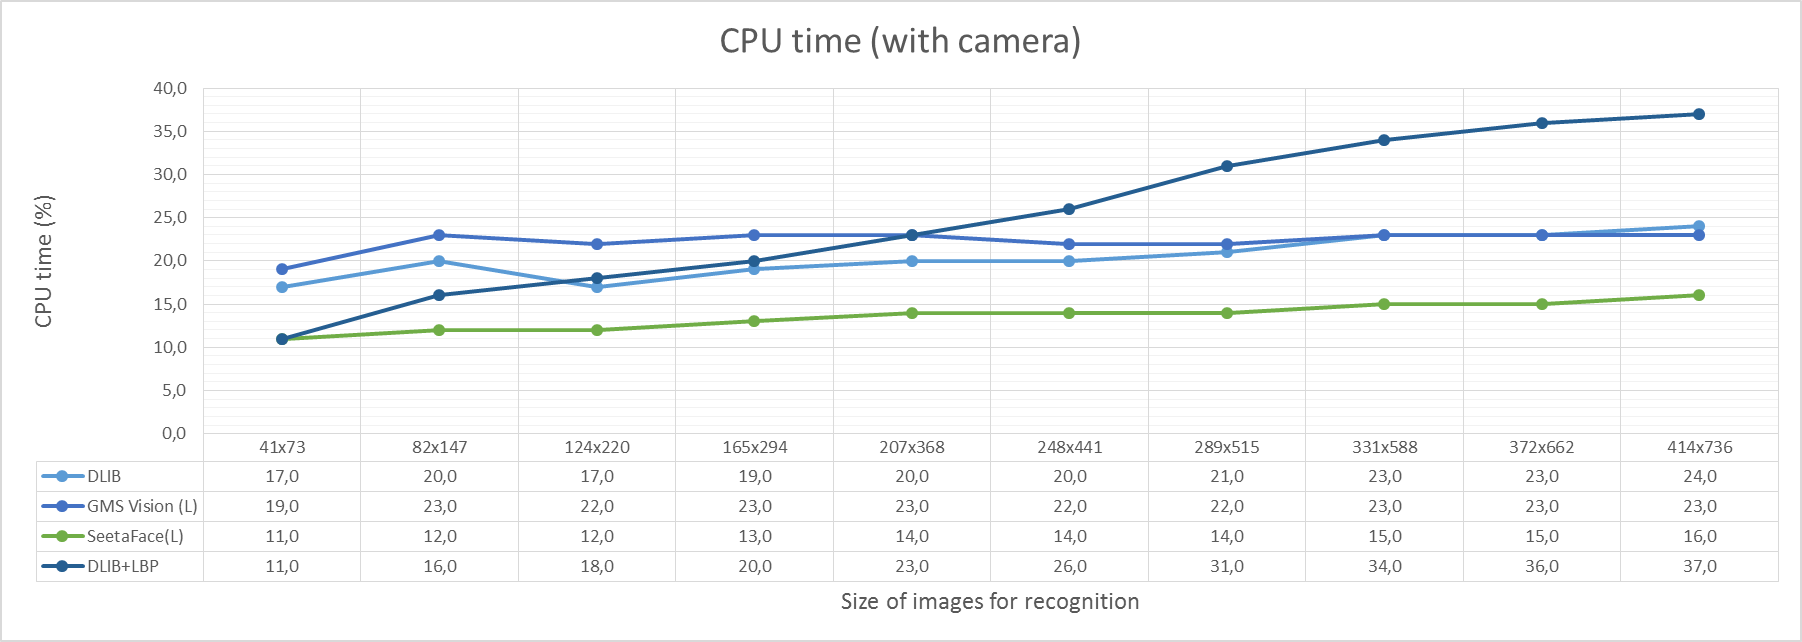 CPU time (with camera)
40,0
35,0
30,0
25,0
20,0
15,0
10,0
5,0
0,0
CPU time (%)
41x73 82x147 124x220 165x294 207x368 248x441 289x515 331x588 372x662 414x736
DLIB 17,0 20,0 17,0 19,0 20,0 20,0 21,0 23,0 23,0 24,0
GMS Vision (L) 19,0 23,0 22,0 23,0 23,0 22,0 22,0 23,0 23,0 23,0
SeetaFace(L) 11,0 12,0 12,0 13,0 14,0 14,0 14,0 15,0 15,0 16,0
DLIB+LBP 11,0 16,0 18,0 20,0 23,0 26,0 31,0 34,0 36,0 37,0
Size of images for recognition